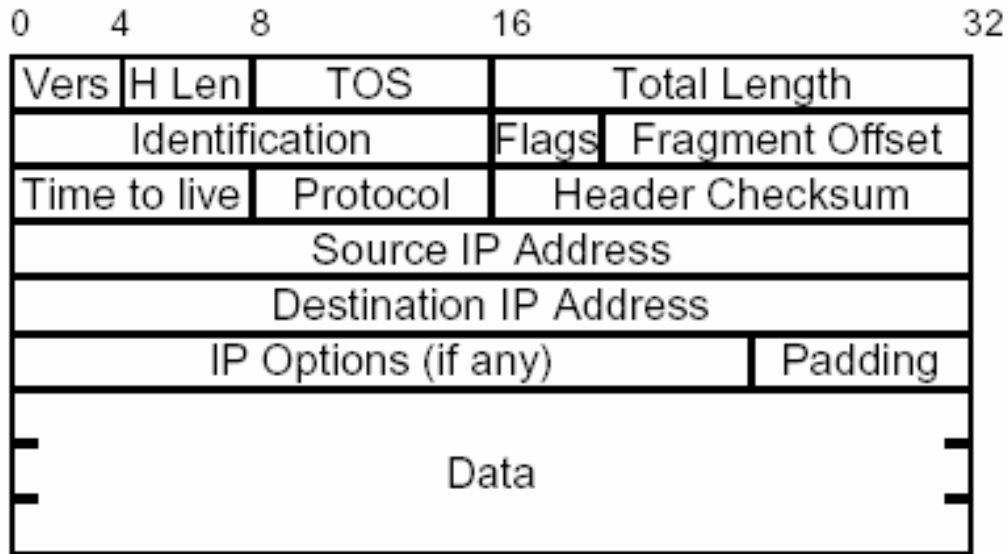 0 4 8 16 32
Vers H Len TOS Total Length
Identification Flags Fragment Offset
Time to live Protocol Header Checksum
Source IP Address
Destination IP Address
IP Options (if any) Padding
Data